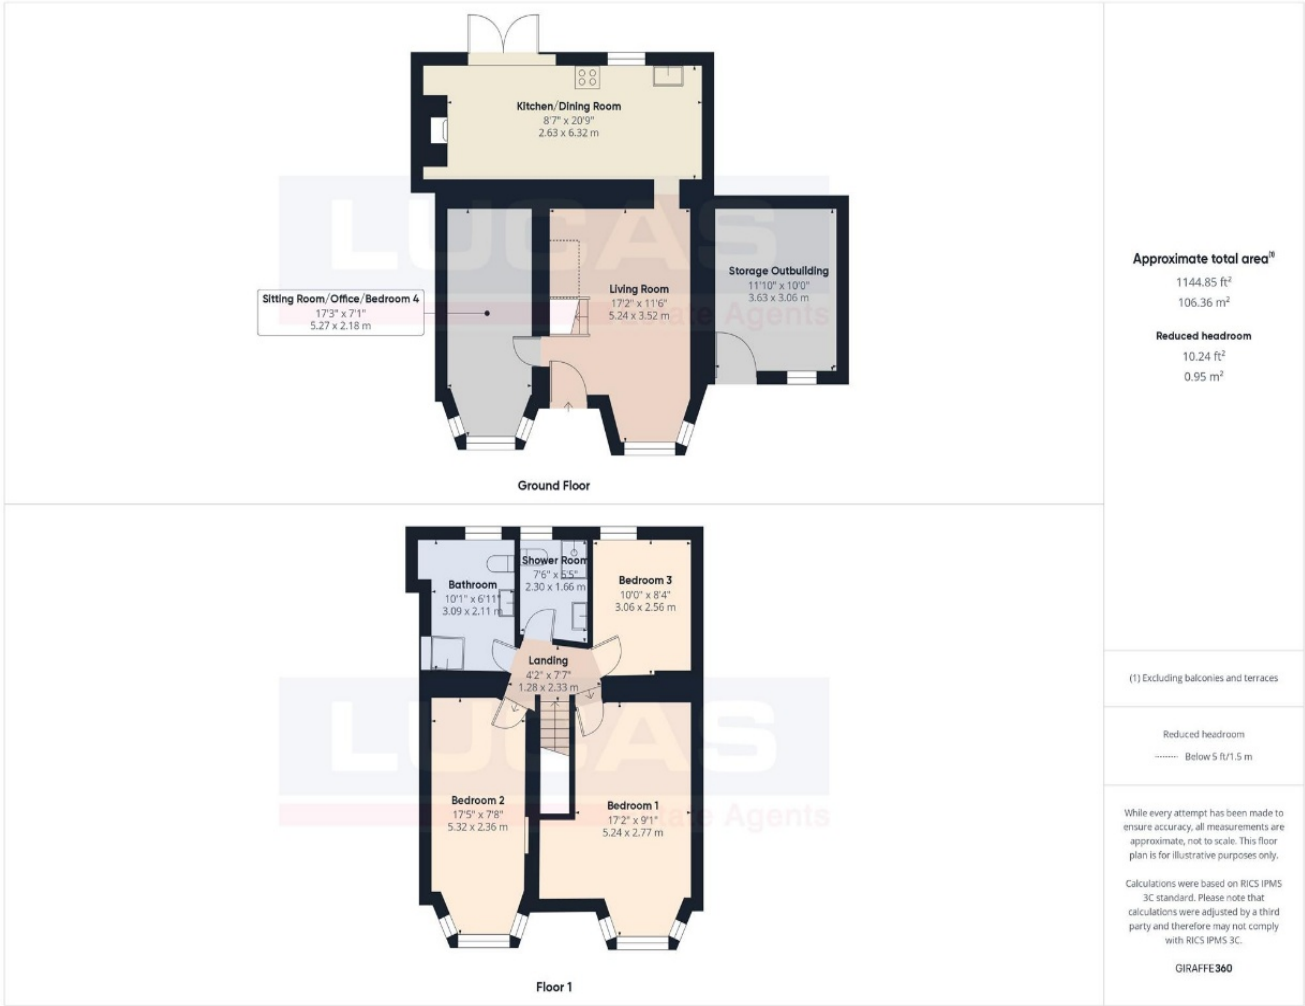 Kitchen/Dining Room
8'7" x 20'9"
2.63 x 6.32 m
LUCAS
Estate Agents
Storage Outbuilding
11'10" x 10'0"
3.63 x 3.06 m
Living Room
17'2" x 11'6"
5.24 x 3.52 m
Sitting Room/Office/Bedroom 4
17'3" x 7'1"
5.27 x 2.18 m
Ground Floor
Shower Room
7'6" x 5'5"
2.30 x 1.66 m
Bathroom
10'1" x 6'11"
3.09 x 2.11 m
Bedroom 3
10'0" x 8'4"
3.06 x 2.56 m
Landing
4'2" x 7'7"
1.28 x 2.33 m
LUCAS
Estate Agents
Bedroom 2
17'5" x 7'8"
5.32 x 2.36 m
Bedroom 1
17'2" x 9'1"
5.24 x 2.77 m
Floor 1
Approximate total area(1)
1144.85 ft²
106.36 m²
Reduced headroom
10.24 ft²
0.95 m²
(1) Excluding balconies and terraces
Reduced headroom
Below 5 ft/1.5 m
While every attempt has been made to
ensure accuracy, all measurements are
approximate, not to scale. This floor
plan is for illustrative purposes only.
Calculations were based on RICS IPMS
3C standard. Please note that
calculations were adjusted by a third
party and therefore may not comply
with RICS IPMS 3C.
GIRAFFE360